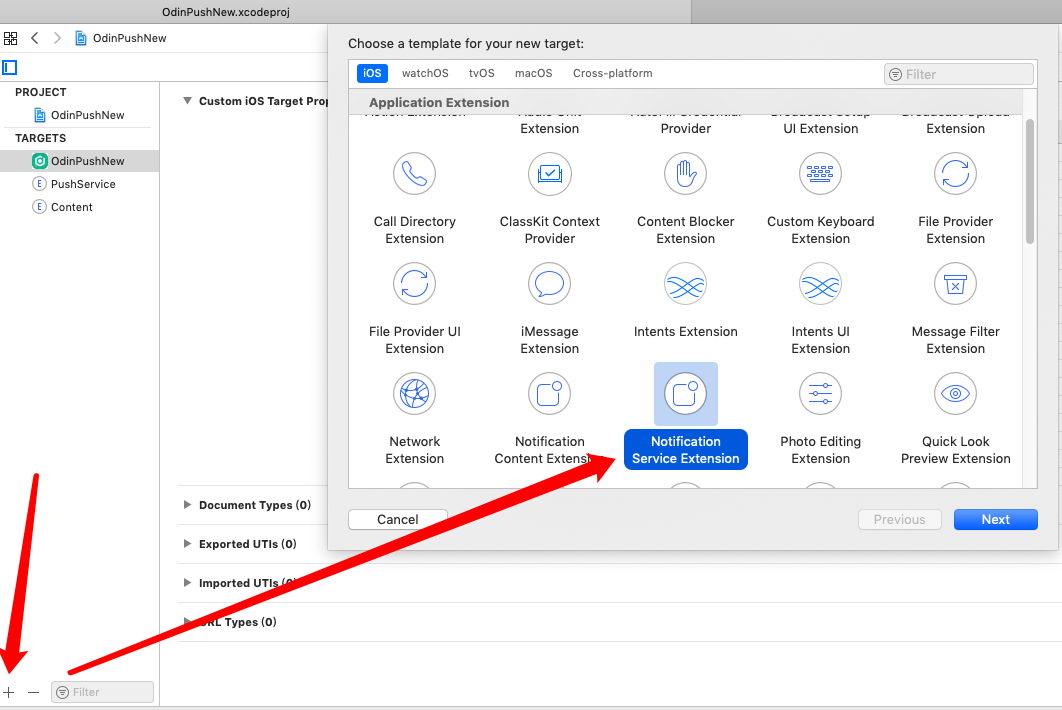 OdinPushNew.xcodeproj
OdinPushNew
PROJECT
OdinPushNew
TARGETS
OdinPushNew
E PushService
E Content
Filter
Custom iOS Target Prop
Document Types (0)
Exported UTIs (0)
Imported UTIs (0)
URL Types (0)
Choose a template for your new target:
iOS
watchOS
tvOS
macOS
Cross-platform
Filter
Application Extension
Action Extension
Audio Unit
Extension
AutoFill Credential
Provider
Broadcast Setup
UI Extension
Broadcast Upload
Extension
Call Directory
Extension
ClassKit Context
Provider
Content Blocker
Extension
Custom Keyboard
Extension
File Provider
Extension
File Provider UI
Extension
iMessage
Extension
Intents Extension
Intents UI
Extension
Message Filter
Extension
Network
Extension
Notification
Content Extension
Notification
Service Extension
Photo Editing
Extension
Quick Look
Preview Extension
Cancel
Previous
Next